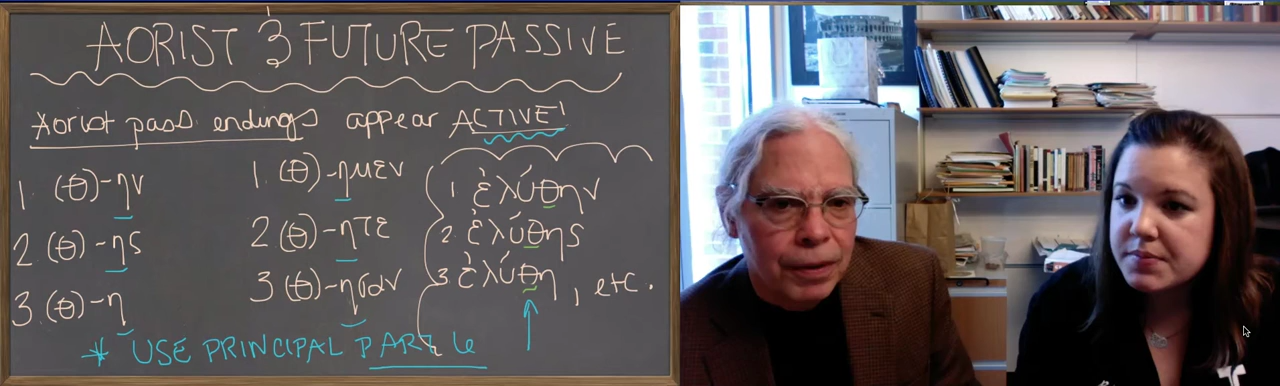 AORIST & FUTURE PASSIVE
Aorist pass. endings appear ACTIVE!
1. (θ)-ην
2 (θ)-ης
3. (θ)-η
1. (θ)-ημεν
2 (θ)-ητε
3 (θ)-ησαν
1. ἐλύθην
2. ἐλύθης
3. ἐλύθη, etc.
* USE PRINCIPAL PART 6